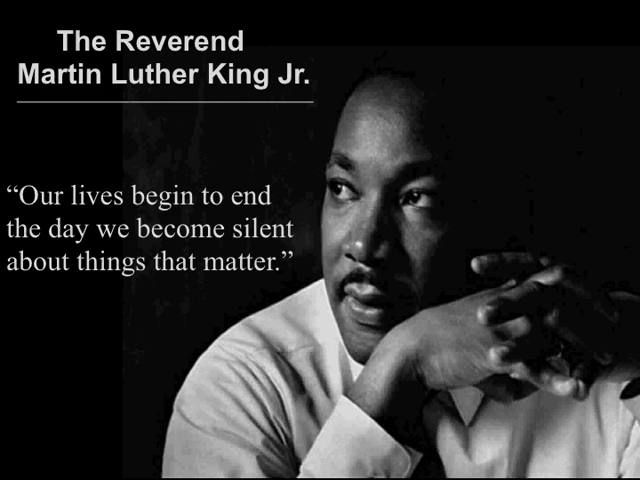 The Reverend
Martin Luther King Jr.
“Our lives begin to end
the day we become silent
about things that matter.”